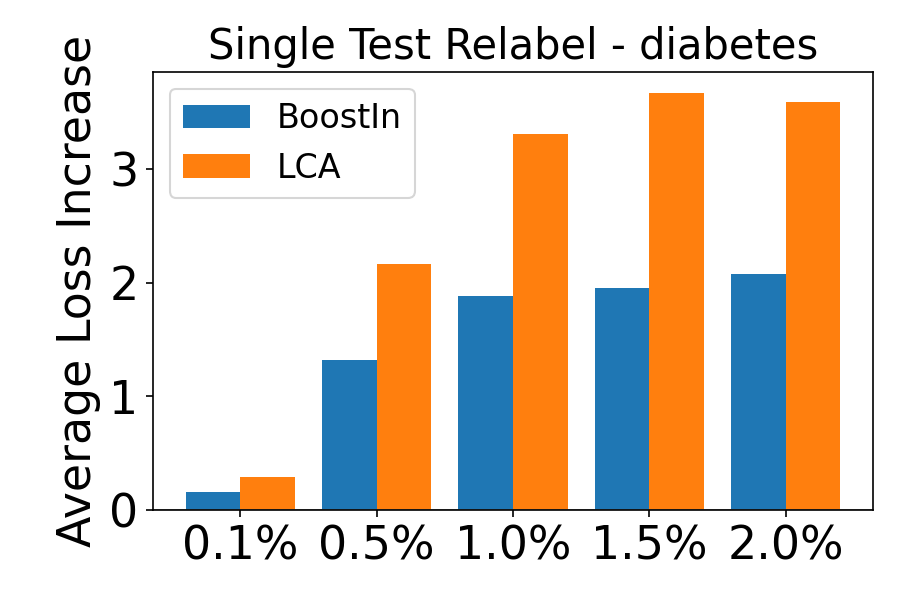 Single Test Relabel - diabetes
Average Loss Increase
BoostIn
LCA
3
2
1
0
0.1% 0.5% 1.0% 1.5% 2.0%